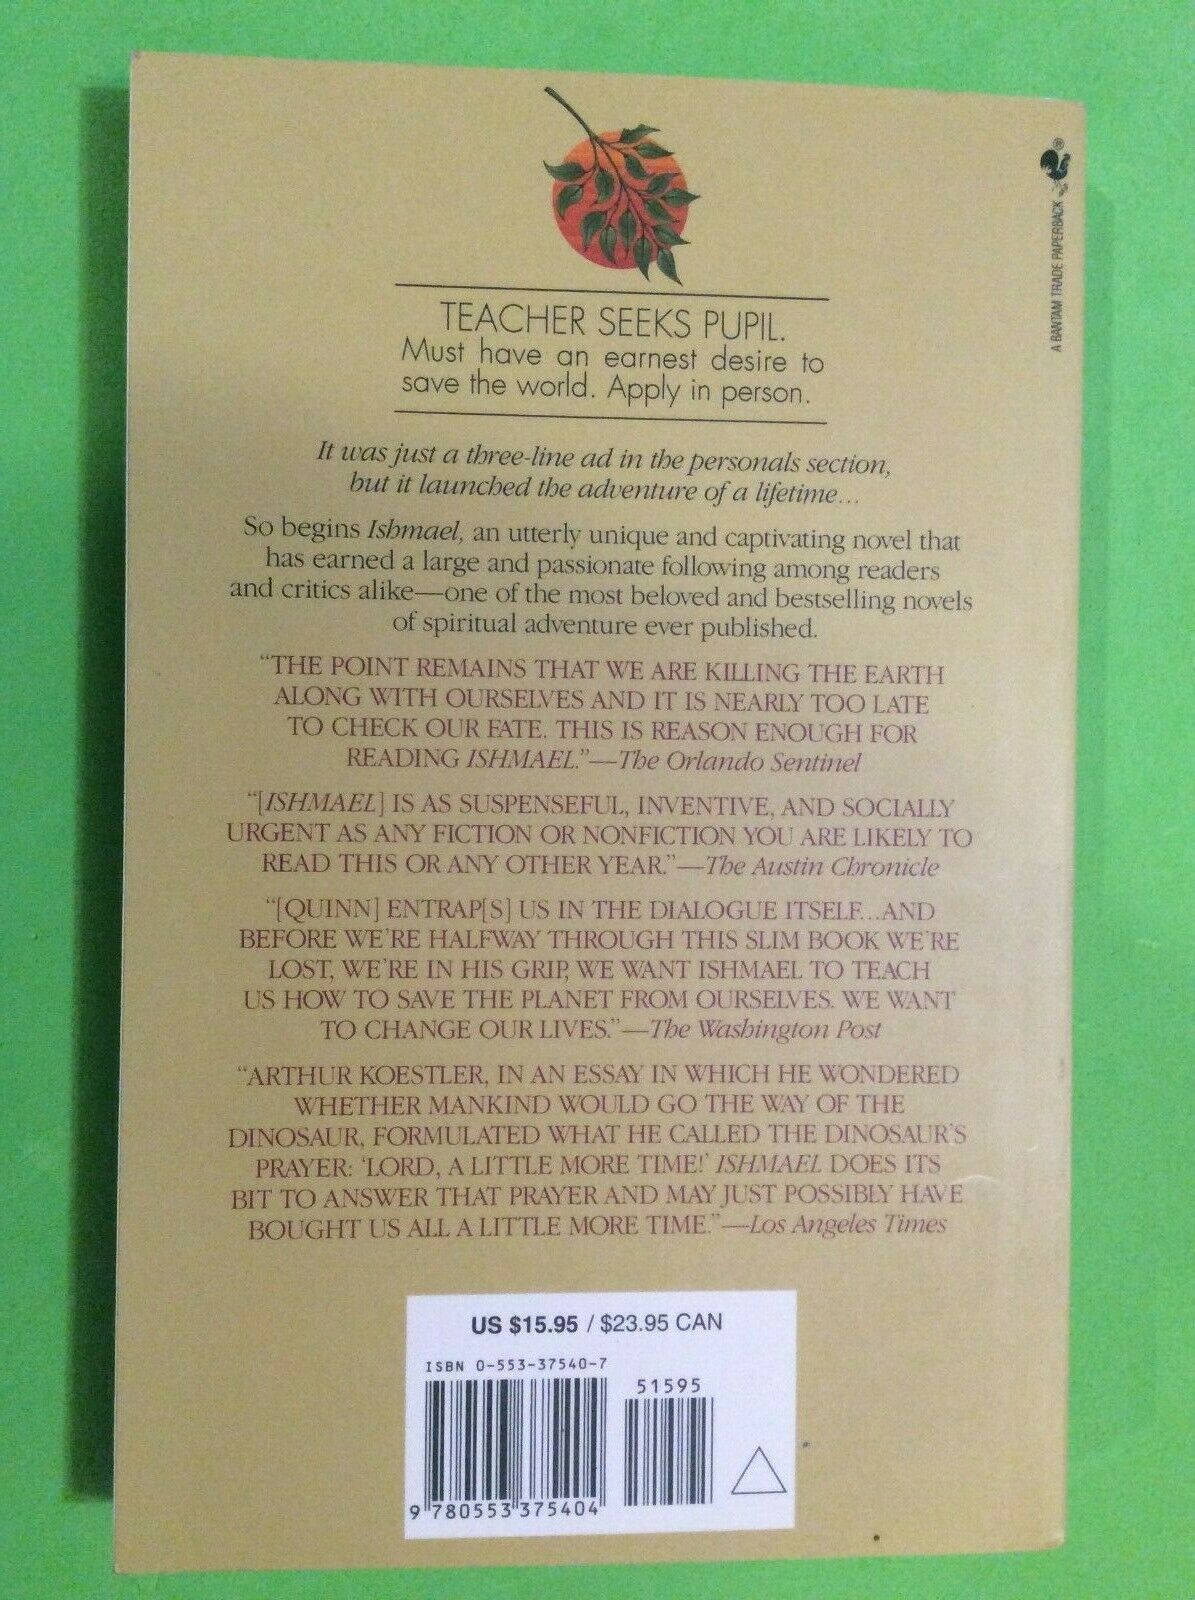 A BANTAM TRADE PAPERBACK
®
TEACHER SEEKS PUPIL.
Must have an earnest desire to
save the world. Apply in person.
It was just a three-line ad in the personals section,
but it launched the adventure of a lifetime...
So begins Ishmael, an utterly unique and captivating novel that
has earned a large and passionate following among readers
and critics alike—one of the most beloved and bestselling novels
of spiritual adventure ever published.
“THE POINT REMAINS THAT WE ARE KILLING THE EARTH
ALONG WITH OURSELVES AND IT IS NEARLY TOO LATE
TO CHECK OUR FATE. THIS IS REASON ENOUGH FOR
READING ISHMAEL.”—The Orlando Sentinel
“[ISHMAEL] IS AS SUSPENSEFUL, INVENTIVE, AND SOCIALLY
URGENT AS ANY FICTION OR NONFICTION YOU ARE LIKELY TO
READ THIS OR ANY OTHER YEAR.”—The Austin Chronicle
“[QUINN] ENTRAP[S] US IN THE DIALOGUE ITSELF...AND
BEFORE WE'RE HALFWAY THROUGH THIS SLIM BOOK WE'RE
LOST, WE'RE IN HIS GRIP, WE WANT ISHMAEL TO TEACH
US HOW TO SAVE THE PLANET FROM OURSELVES. WE WANT
TO CHANGE OUR LIVES.”—The Washington Post
“ARTHUR KOESTLER, IN AN ESSAY IN WHICH HE WONDERED
WHETHER MANKIND WOULD GO THE WAY OF THE
DINOSAUR, FORMULATED WHAT HE CALLED THE DINOSAUR'S
PRAYER: ‘LORD, A LITTLE MORE TIME!’ ISHMAEL DOES ITS
BIT TO ANSWER THAT PRAYER AND MAY JUST POSSIBLY HAVE
BOUGHT US ALL A LITTLE MORE TIME.”—Los Angeles Times
US $15.95 / $23.95 CAN
ISBN 0-553-37540-7
51595
9 780553 375404